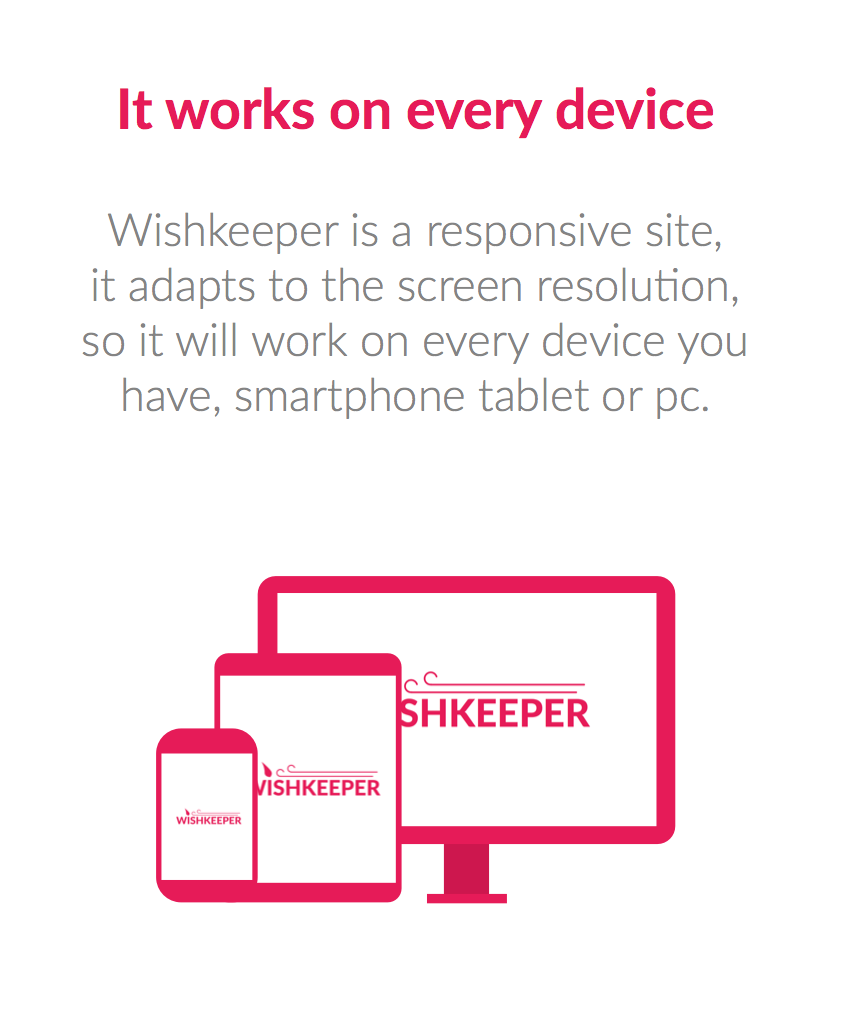 It works on every device
Wishkeeper is a responsive site,
it adapts to the screen resolution,
so it will work on every device you
have, smartphone tablet or pc.
SHKEEPER
WISHKEEPER
WISHKEEPER